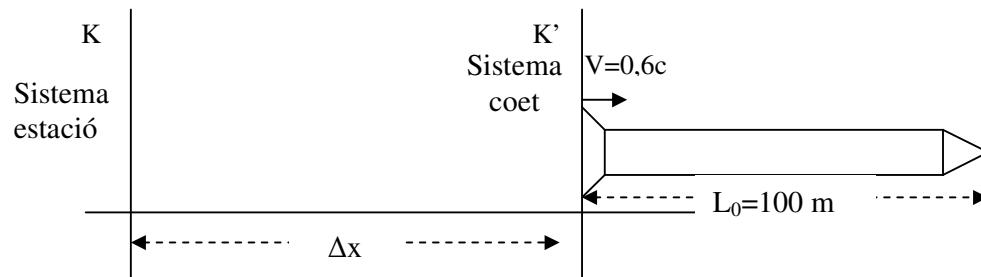 K
Sistema
estació
K’
Sistema
coet
V=0,6c
L₀=100 m
Δx